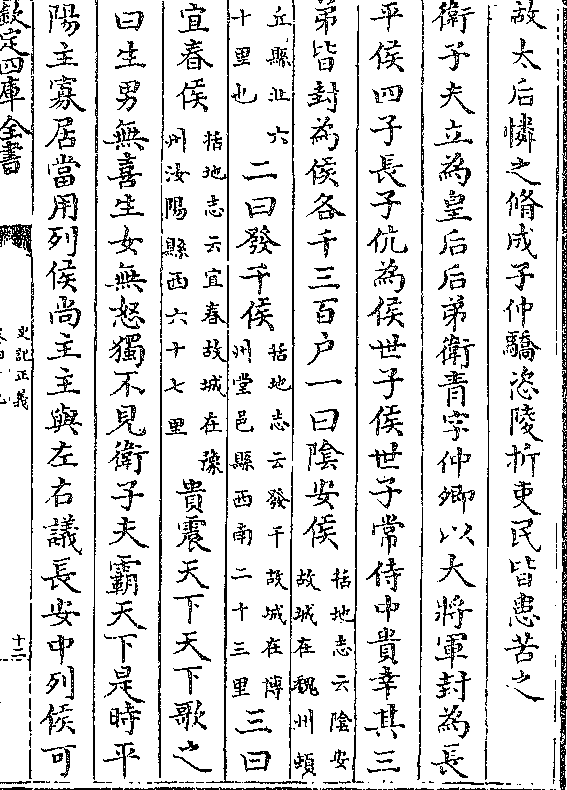 故太后憐之脩成子仲驕恣陵折吏民皆患苦之
衛子夫立為皇后后弟衛青字仲卿以大將軍封為長
平侯四子長子伉為侯世子侯世子常侍中貴幸其三
弟皆封為侯各千三百户一曰隂安侯括地志云隂安故城在魏州頓
丘縣北六十里也二曰發干侯括地志云發干故城在博州堂邑縣西南二十三里三曰
宜春侯括地志云宜春故城在豫州汝陽縣西六十七里貴震天下天下歌之
曰生男無喜生女無怒獨不見衛子夫霸天下是時平
陽主寡居當用列侯尚主主與左右議長安中列侯可
欽定四庫全書
史記正義
十二